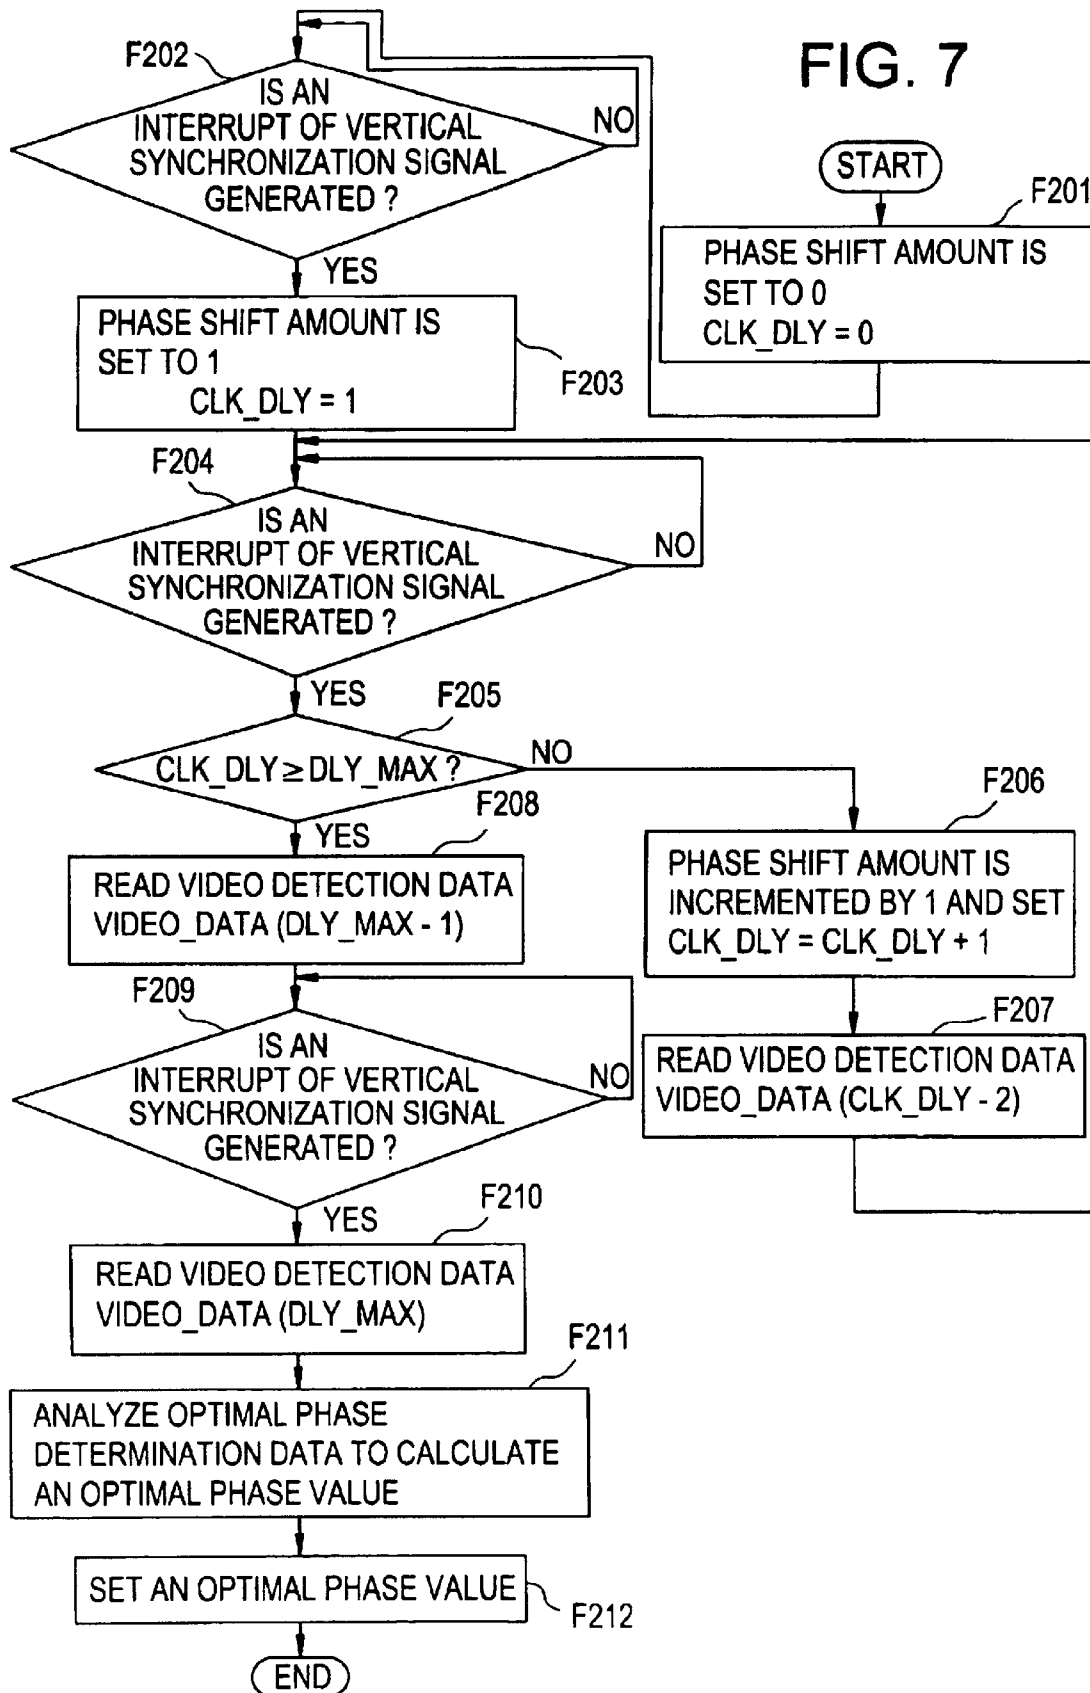 FIG. 7
START
F201
PHASE SHIFT AMOUNT IS
SET TO 0
CLK_DLY = 0
F202
IS AN
INTERRUPT OF VERTICAL
SYNCHRONIZATION SIGNAL
GENERATED ?
NO
YES
PHASE SHIFT AMOUNT IS
SET TO 1
CLK_DLY = 1
F203
F204
IS AN
INTERRUPT OF VERTICAL
SYNCHRONIZATION SIGNAL
GENERATED ?
NO
YES
F205
CLK_DLY ≥ DLY_MAX ?
NO
YES
F206
PHASE SHIFT AMOUNT IS
INCREMENTED BY 1 AND SET
CLK_DLY = CLK_DLY + 1
F207
READ VIDEO DETECTION DATA
VIDEO_DATA (CLK_DLY - 2)
F208
READ VIDEO DETECTION DATA
VIDEO_DATA (DLY_MAX - 1)
F209
IS AN
INTERRUPT OF VERTICAL
SYNCHRONIZATION SIGNAL
GENERATED ?
NO
YES
F210
READ VIDEO DETECTION DATA
VIDEO_DATA (DLY_MAX)
F211
ANALYZE OPTIMAL PHASE
DETERMINATION DATA TO CALCULATE
AN OPTIMAL PHASE VALUE
SET AN OPTIMAL PHASE VALUE
F212
END